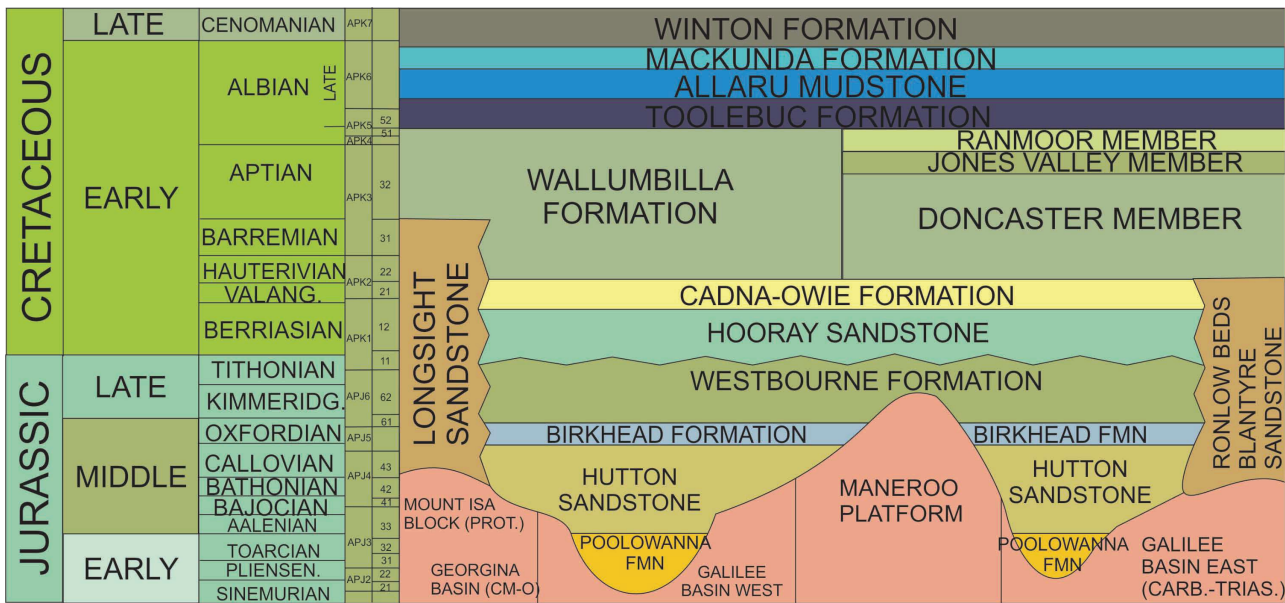 CRETACEOUS
JURASSIC
LATE
EARLY
LATE
MIDDLE
EARLY
CENOMANIAN
ALBIAN
LATE
APTIAN
BARREMIAN
HAUTERIVIAN
VALANG.
BERRIASIAN
TITHONIAN
KIMMERIDG.
OXFORDIAN
CALLOVIAN
BATHONIAN
BAJOCIAN
AALENIAN
TOARCIAN
PLIENSEN.
SINEMURIAN
APK7
APK6
APK5
APK4
APK3
APK2
APK1
APJ6
APJ5
APJ4
APJ3
APJ2
52
51
32
31
22
21
12
11
62
61
43
42
41
33
32
31
22
21
WINTON FORMATION
MACKUNDA FORMATION
ALLARU MUDSTONE
TOOLEBUC FORMATION
WALLUMBILLA
FORMATION
RANMOOR MEMBER
JONES VALLEY MEMBER
DONCASTER MEMBER
LONGSIGHT
SANDSTONE
CADNA-OWIE FORMATION
HOORAY SANDSTONE
WESTBOURNE FORMATION
BIRKHEAD FORMATION
BIRKHEAD FMN
HUTTON
SANDSTONE
HUTTON
SANDSTONE
RONLOW BEDS
BLANTYRE
SANDSTONE
MOUNT ISA
BLOCK (PROT.)
MANEROO
PLATFORM
POOLOWANNA
FMN
POOLOWANNA
FMN
GEORGINA
BASIN (CM-O)
GALILEE
BASIN WEST
GALILEE
BASIN EAST
(CARB.-TRIAS.)